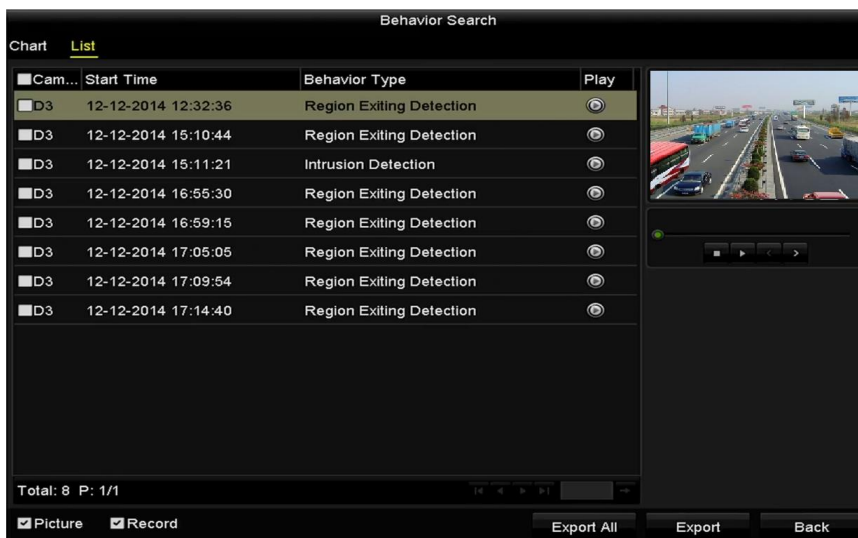 Behavior Search
Chart List
Cam... Start Time Behavior Type Play
D3 12-12-2014 12:32:36 Region Exiting Detection
D3 12-12-2014 15:10:44 Region Exiting Detection
D3 12-12-2014 15:11:21 Intrusion Detection
D3 12-12-2014 16:55:30 Region Exiting Detection
D3 12-12-2014 16:59:15 Region Exiting Detection
D3 12-12-2014 17:05:05 Region Exiting Detection
D3 12-12-2014 17:09:54 Region Exiting Detection
D3 12-12-2014 17:14:40 Region Exiting Detection
Total: 8 P: 1/1
Picture Record Export All Export Back